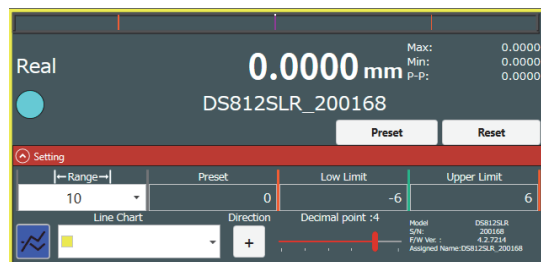 Max: 0.0000
Real 0.0000 mm Min: 0.0000
P-P: 0.0000
DS812SLR_200168
Preset Reset
Setting
←Range→ Preset Low Limit Upper Limit
10 0 -6 6
Line Chart Direction Decimal point :4
+
Model DS812SLR
S/N: 200168
F/W Ver. : 4.2.7214
Assigned Name:DS812SLR_200168